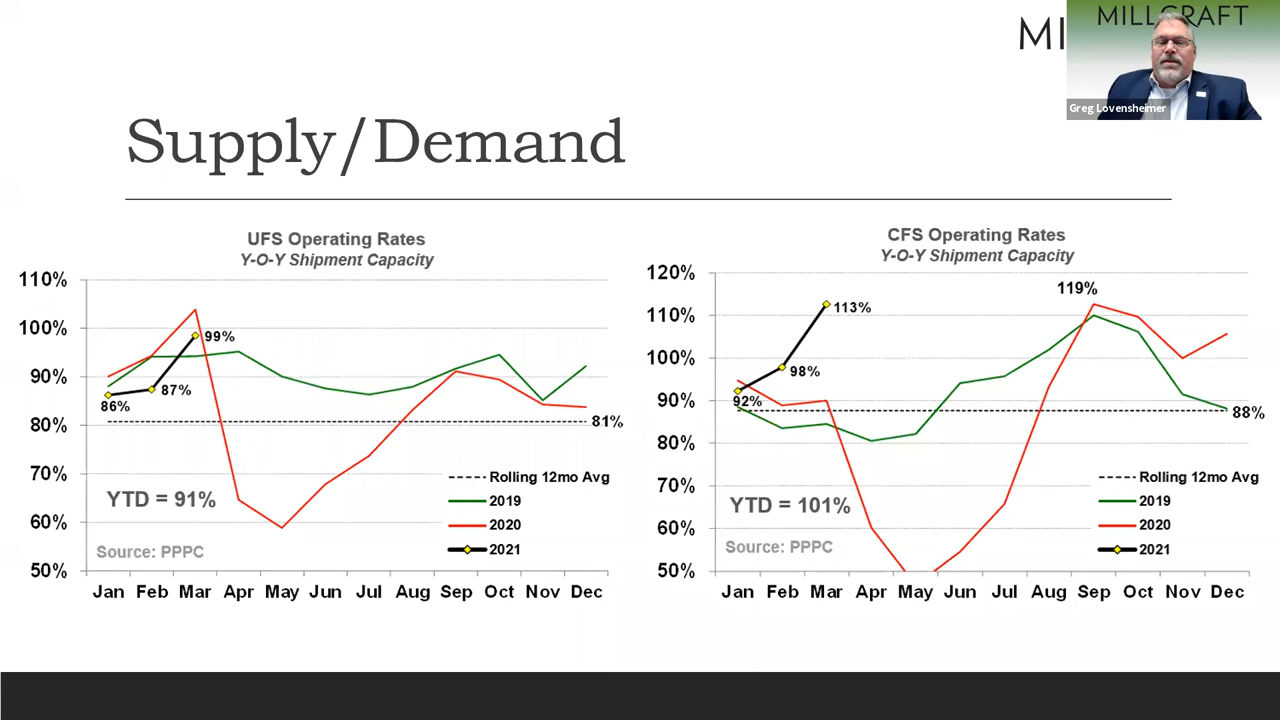 MI
MILLCRAFT
Greg Lovensheimer
Supply/Demand
UFS Operating Rates
Y-O-Y Shipment Capacity
110%
100%
90%
80%
70%
60%
50%
99%
87%
86%
81%
YTD = 91%
Source: PPPC
Rolling 12mo Avg
2019
2020
2021
Jan Feb Mar Apr May Jun Jul Aug Sep Oct Nov Dec
CFS Operating Rates
Y-O-Y Shipment Capacity
120%
110%
100%
90%
80%
70%
60%
50%
119%
113%
98%
92%
88%
YTD = 101%
Source: PPPC
Rolling 12mo Avg
2019
2020
2021
Jan Feb Mar Apr May Jun Jul Aug Sep Oct Nov Dec